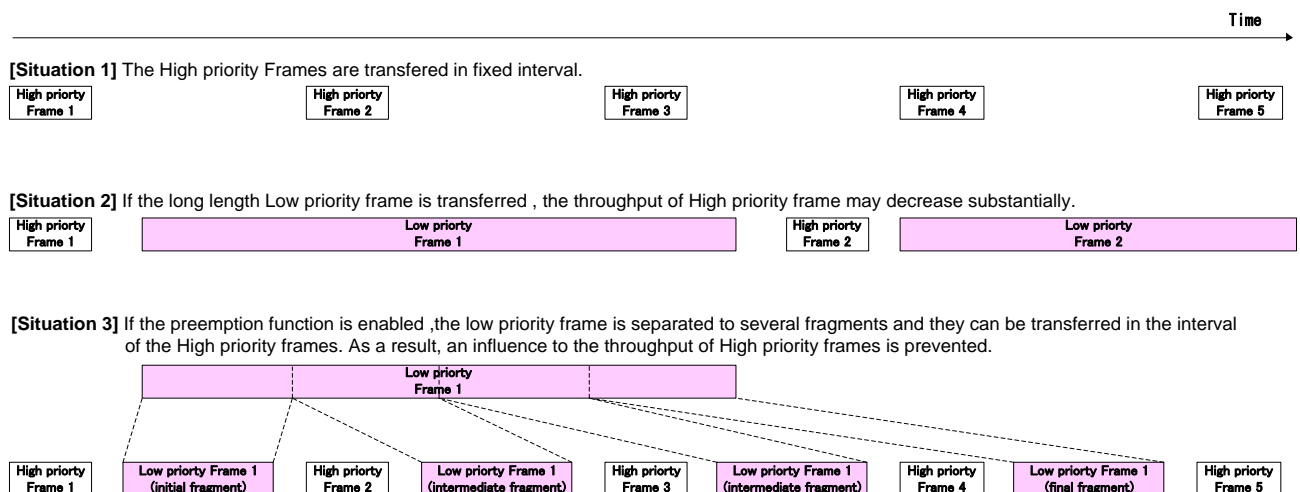 Time
[Situation 1] The High priority Frames are transfered in fixed interval.
High priorty
Frame 1
High priorty
Frame 2
High priorty
Frame 3
High priorty
Frame 4
High priorty
Frame 5
[Situation 2] If the long length Low priority frame is transferred , the throughput of High priority frame may decrease substantially.
High priorty
Frame 1
Low priorty
Frame 1
High priorty
Frame 2
Low priorty
Frame 2
[Situation 3] If the preemption function is enabled ,the low priority frame is separated to several fragments and they can be transferred in the interval
of the High priority frames. As a result, an influence to the throughput of High priority frames is prevented.
Low priorty
Frame 1
High priorty
Frame 1
Low priorty Frame 1
(initial fragment)
High priorty
Frame 2
Low priorty Frame 1
(intermediate fragment)
High priorty
Frame 3
Low priorty Frame 1
(intermediate fragment)
High priorty
Frame 4
Low priorty Frame 1
(final fragment)
High priorty
Frame 5